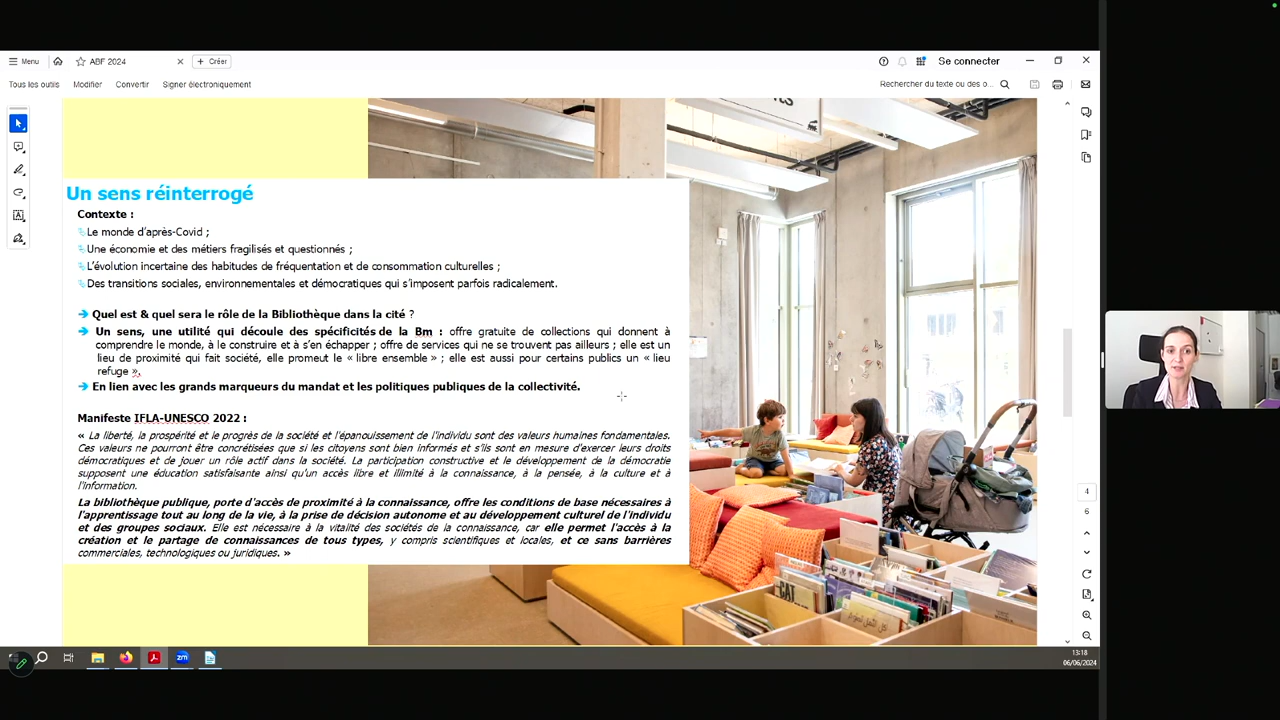 Menu
ABF 2024
Créer
Se connecter
Tous les outils
Modifier
Convertir
Signer électroniquement
Rechercher du texte ou des o...
Un sens réinterrogé
Contexte :
Le monde d'après-Covid ;
Une économie et des métiers fragilisés et questionnés ;
L'évolution incertaine des habitudes de fréquentation et de consommation culturelles ;
Des transitions sociales, environnementales et démocratiques qui s'imposent parfois radicalement.
Quel est & quel sera le rôle de la Bibliothèque dans la cité ?
Un sens, une utilité qui découle des spécificités de la Bm : offre gratuite de collections qui donnent à
comprendre le monde, à le construire et à s'en échapper ; offre de services qui ne se trouvent pas ailleurs ; elle est un
lieu de proximité qui fait société, elle promeut le « libre ensemble » ; elle est aussi pour certains publics un « lieu
refuge ».
En lien avec les grands marqueurs du mandat et les politiques publiques de la collectivité.
Manifeste IFLA-UNESCO 2022 :
« La liberté, la prospérité et le progrès de la société et l'épanouissement de l'individu sont des valeurs humaines fondamentales.
Ces valeurs ne pourront être concrétisées que si les citoyens sont bien informés et s'ils sont en mesure d'exercer leurs droits
démocratiques et de jouer un rôle actif dans la société. La participation constructive et le développement de la démocratie
supposent une éducation satisfaisante ainsi qu'un accès libre et illimité à la connaissance, à la pensée, à la culture et à
l'information.
La bibliothèque publique, porte d'accès de proximité à la connaissance, offre les conditions de base nécessaires à
l'apprentissage tout au long de la vie, à la prise de décision autonome et au développement culturel de l'individu
et des groupes sociaux. Elle est nécessaire à la vitalité des sociétés de la connaissance, car elle permet l'accès à la
création et le partage de connaissances de tous types, y compris scientifiques et locales, et ce sans barrières
commerciales, technologiques ou juridiques. »
CAT
4
6
zm
13:18
06/06/2024